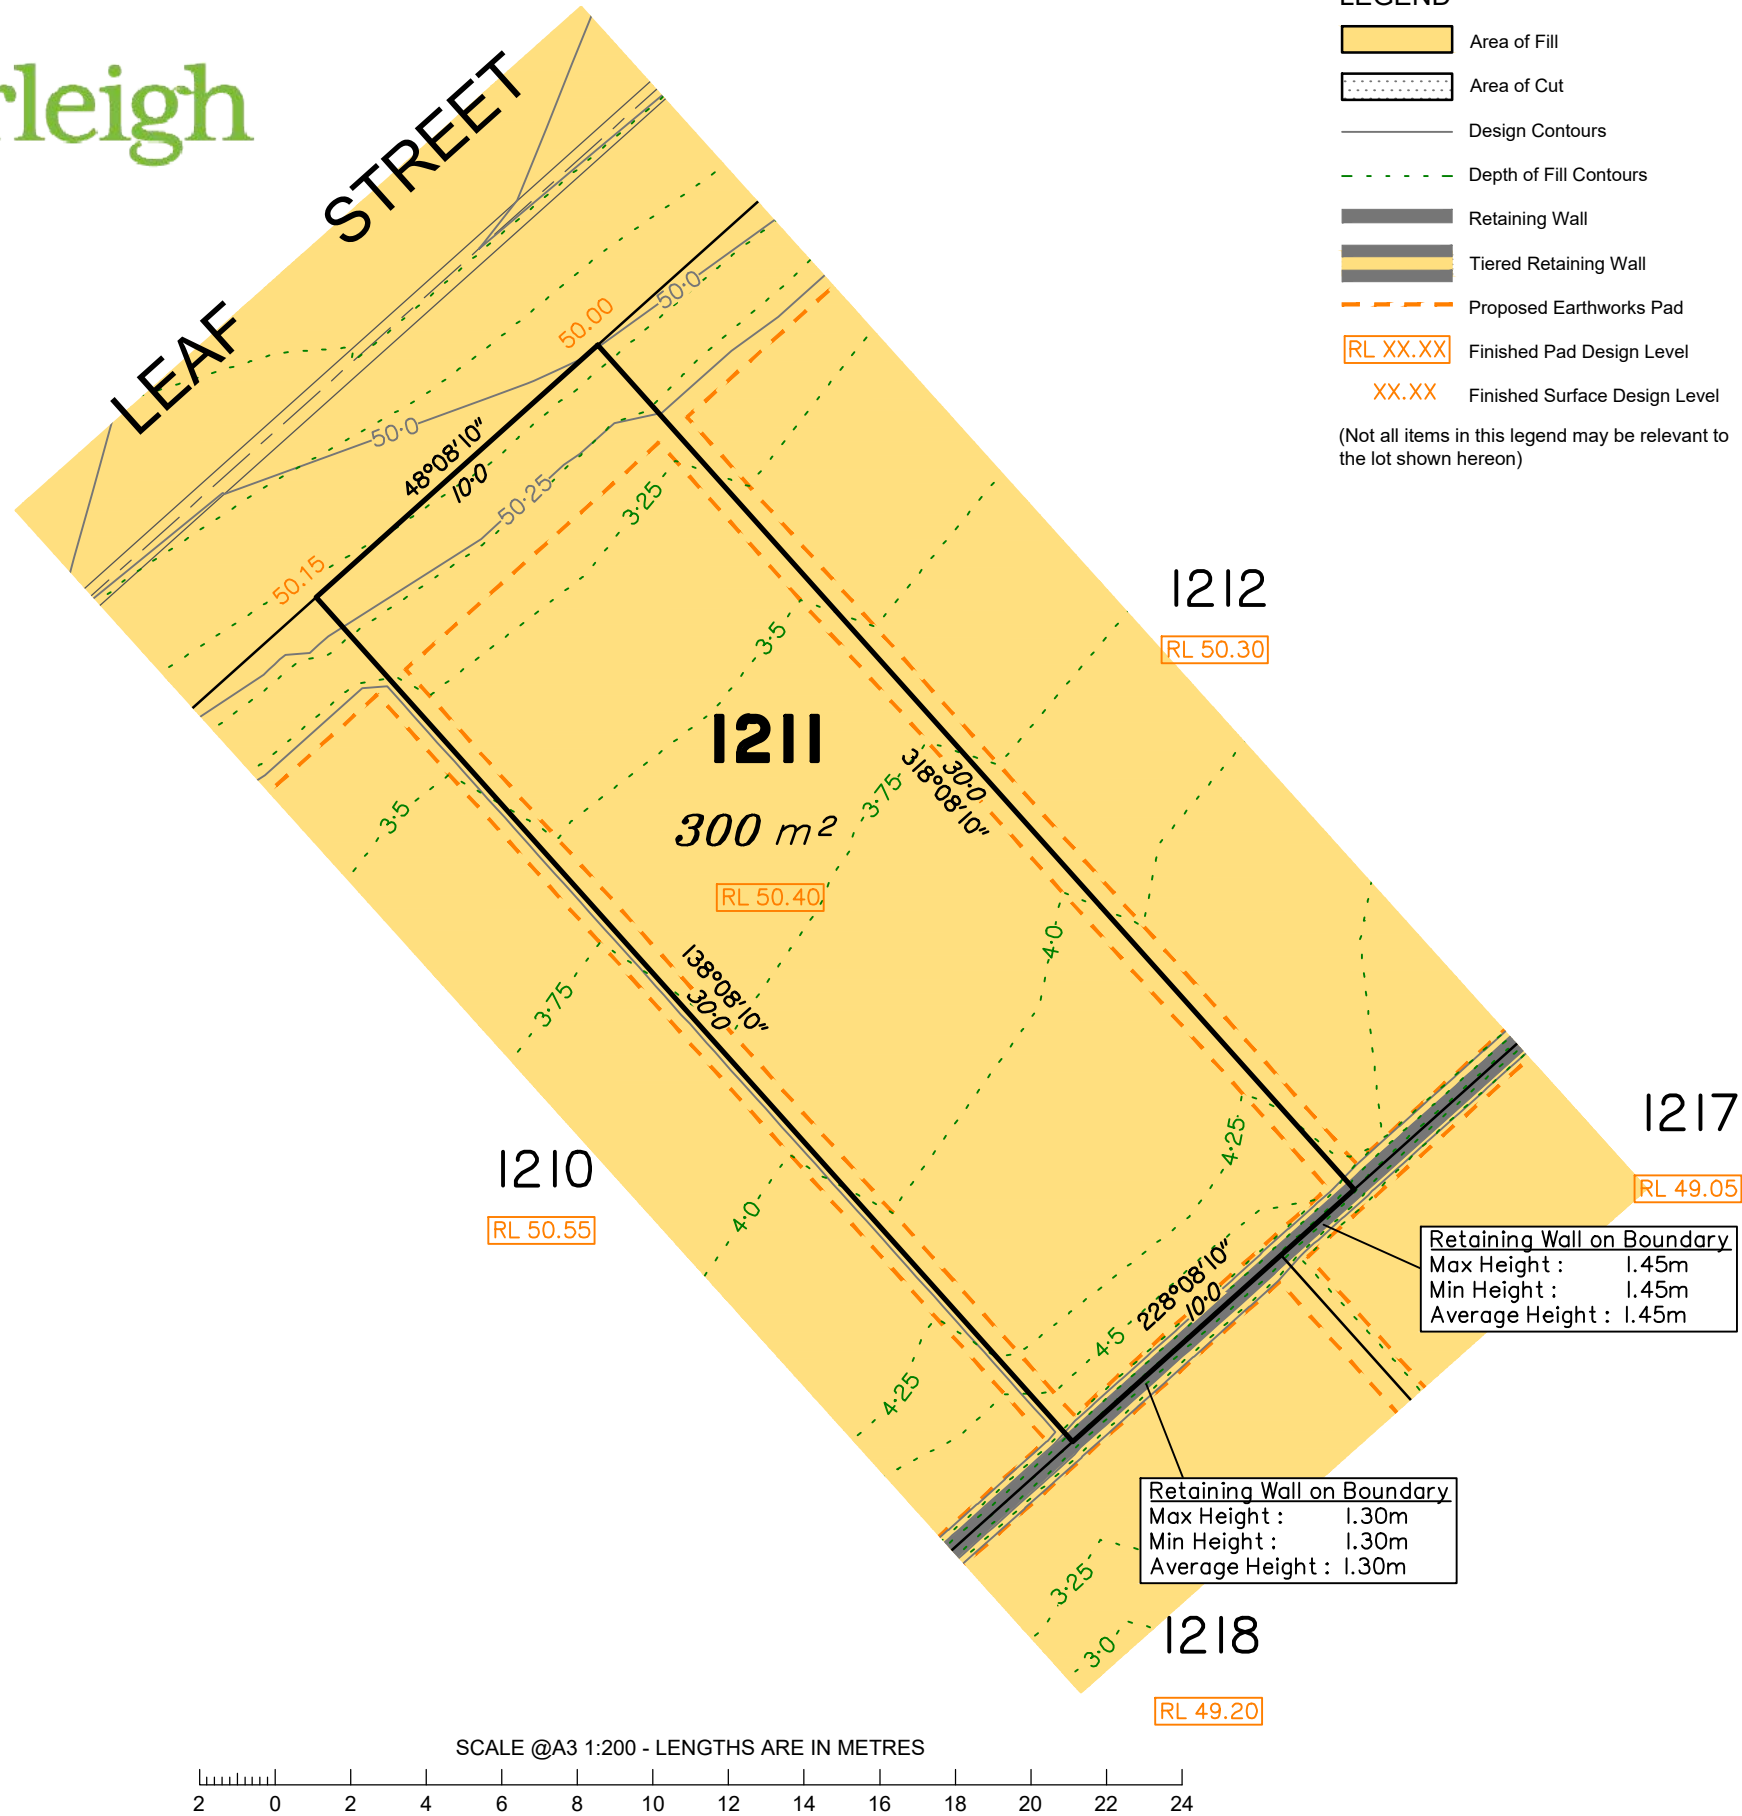 rleigh
LEAF STREET
LEGEND
Area of Fill
Area of Cut
Design Contours
Depth of Fill Contours
Retaining Wall
Tiered Retaining Wall
Proposed Earthworks Pad
RL XX.XX Finished Pad Design Level
XX.XX Finished Surface Design Level
(Not all items in this legend may be relevant to
the lot shown hereon)
50.00
50.0
50.0
48°08'10"
10.0
50.25
50.15
3.25
3.5
1212
RL 50.30
1211
300 m²
RL 50.40
3.75
30.0
318°08'10"
3.5
3.75
138°08'10"
30.0
4.0
4.25
1210
RL 50.55
4.0
4.25
4.5
228°08'10"
10.0
1217
RL 49.05
Retaining Wall on Boundary
Max Height : 1.45m
Min Height : 1.45m
Average Height : 1.45m
Retaining Wall on Boundary
Max Height : 1.30m
Min Height : 1.30m
Average Height : 1.30m
3.25
3.0
1218
RL 49.20
SCALE @A3 1:200 - LENGTHS ARE IN METRES
2 0 2 4 6 8 10 12 14 16 18 20 22 24